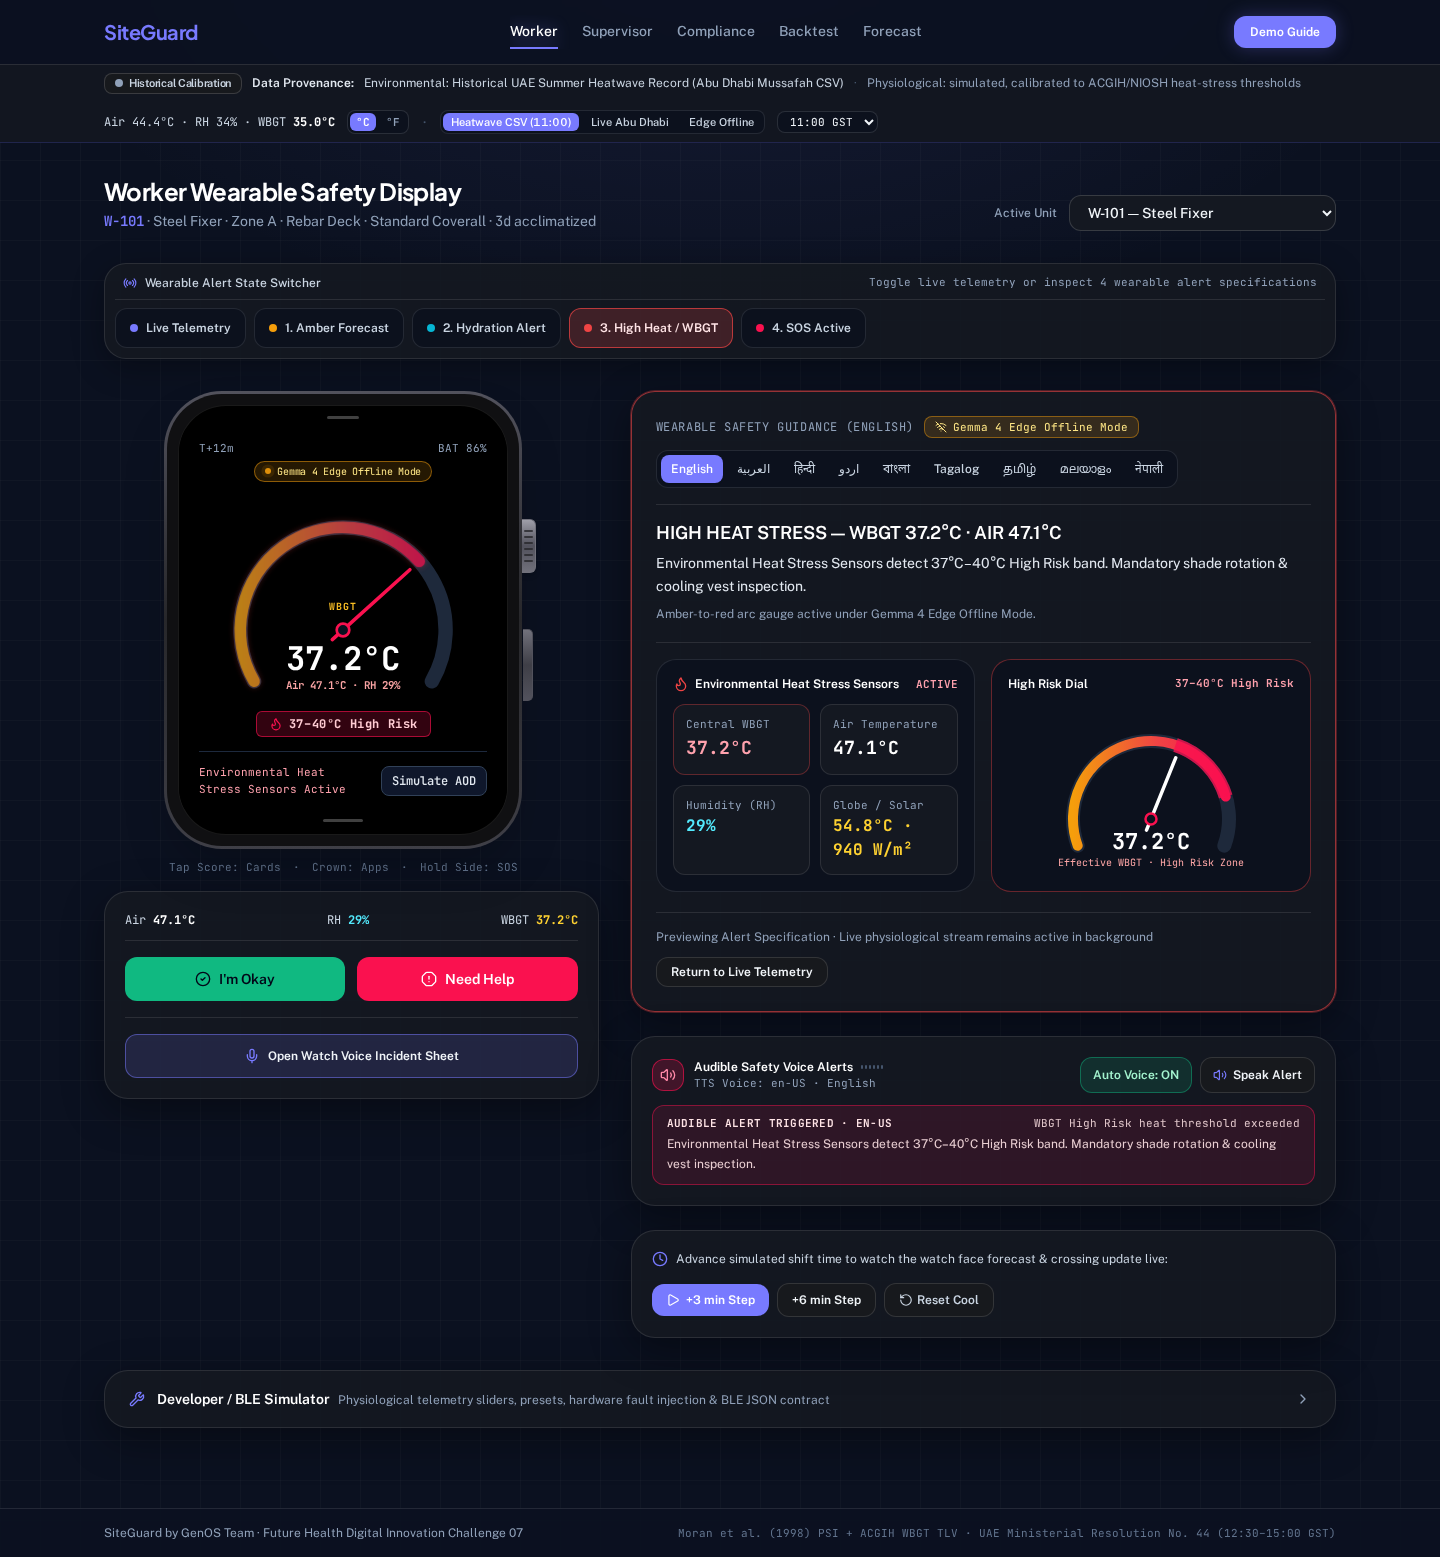 SiteGuard
Worker Supervisor Compliance Backtest Forecast
Demo Guide
Historical Calibration Data Provenance: Environmental: Historical UAE Summer Heatwave Record (Abu Dhabi Mussafah CSV) · Physiological: simulated, calibrated to ACGIH/NIOSH heat-stress thresholds
Air 44.4°C · RH 34% · WBGT 35.0°C °C °F · Heatwave CSV (11:00) Live Abu Dhabi Edge Offline 11:00 GST
Worker Wearable Safety Display
W-101 · Steel Fixer · Zone A · Rebar Deck · Standard Coverall · 3d acclimatized
Active Unit W-101 — Steel Fixer
Wearable Alert State Switcher
Toggle live telemetry or inspect 4 wearable alert specifications
Live Telemetry 1. Amber Forecast 2. Hydration Alert 3. High Heat / WBGT 4. SOS Active
T+12m BAT 86%
Gemma 4 Edge Offline Mode
WBGT
37.2°C
Air 47.1°C · RH 29%
37–40°C High Risk
Environmental Heat
Stress Sensors Active
Simulate AOD
Tap Score: Cards · Crown: Apps · Hold Side: SOS
Air 47.1°C RH 29% WBGT 37.2°C
I'm Okay Need Help
Open Watch Voice Incident Sheet
WEARABLE SAFETY GUIDANCE (ENGLISH) Gemma 4 Edge Offline Mode
English العربية हिन्दी اردو বাংলা Tagalog தமிழ் മലയാളം नेपाली
HIGH HEAT STRESS — WBGT 37.2°C · AIR 47.1°C
Environmental Heat Stress Sensors detect 37°C–40°C High Risk band. Mandatory shade rotation &
cooling vest inspection.
Amber-to-red arc gauge active under Gemma 4 Edge Offline Mode.
Environmental Heat Stress Sensors ACTIVE
Central WBGT
37.2°C
Air Temperature
47.1°C
Humidity (RH)
29%
Globe / Solar
54.8°C ·
940 W/m²
High Risk Dial 37–40°C High Risk
37.2°C
Effective WBGT · High Risk Zone
Previewing Alert Specification · Live physiological stream remains active in background
Return to Live Telemetry
Audible Safety Voice Alerts
TTS Voice: en-US · English
Auto Voice: ON Speak Alert
AUDIBLE ALERT TRIGGERED · EN-US WBGT High Risk heat threshold exceeded
Environmental Heat Stress Sensors detect 37°C–40°C High Risk band. Mandatory shade rotation & cooling
vest inspection.
Advance simulated shift time to watch the watch face forecast & crossing update live:
+3 min Step +6 min Step Reset Cool
Developer / BLE Simulator Physiological telemetry sliders, presets, hardware fault injection & BLE JSON contract
SiteGuard by GenOS Team · Future Health Digital Innovation Challenge 07
Moran et al. (1998) PSI + ACGIH WBGT TLV · UAE Ministerial Resolution No. 44 (12:30–15:00 GST)